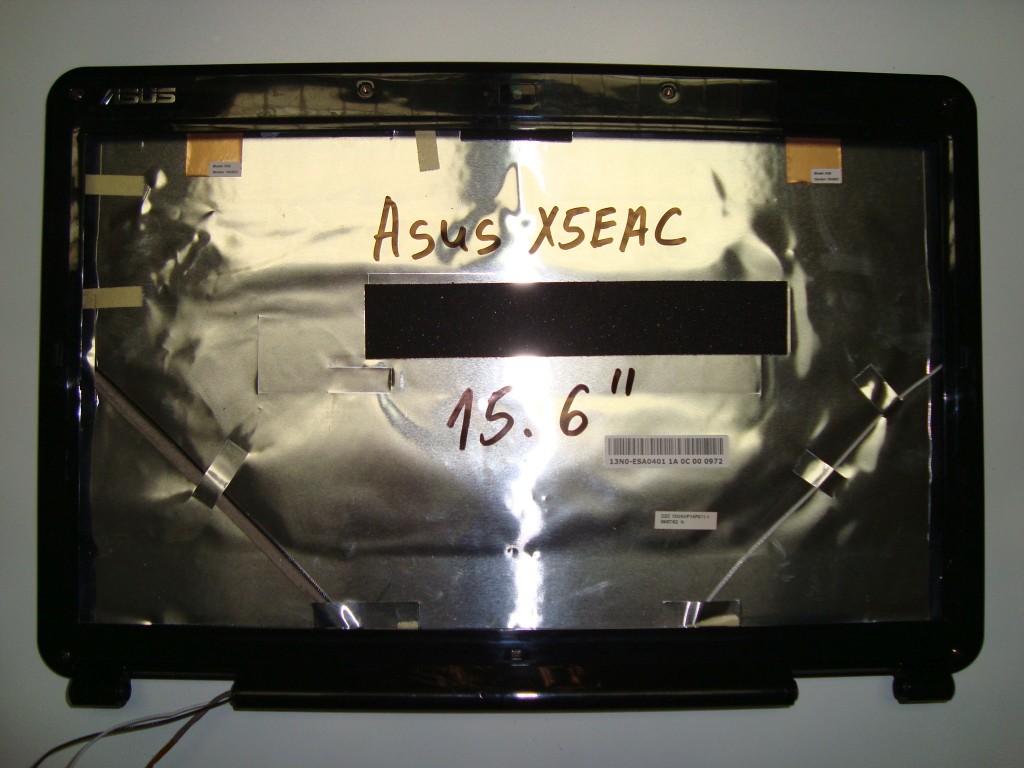 ASUS
Asus X5EAC
15.6"
13N0-ESA0401 1A 0C 00 0972